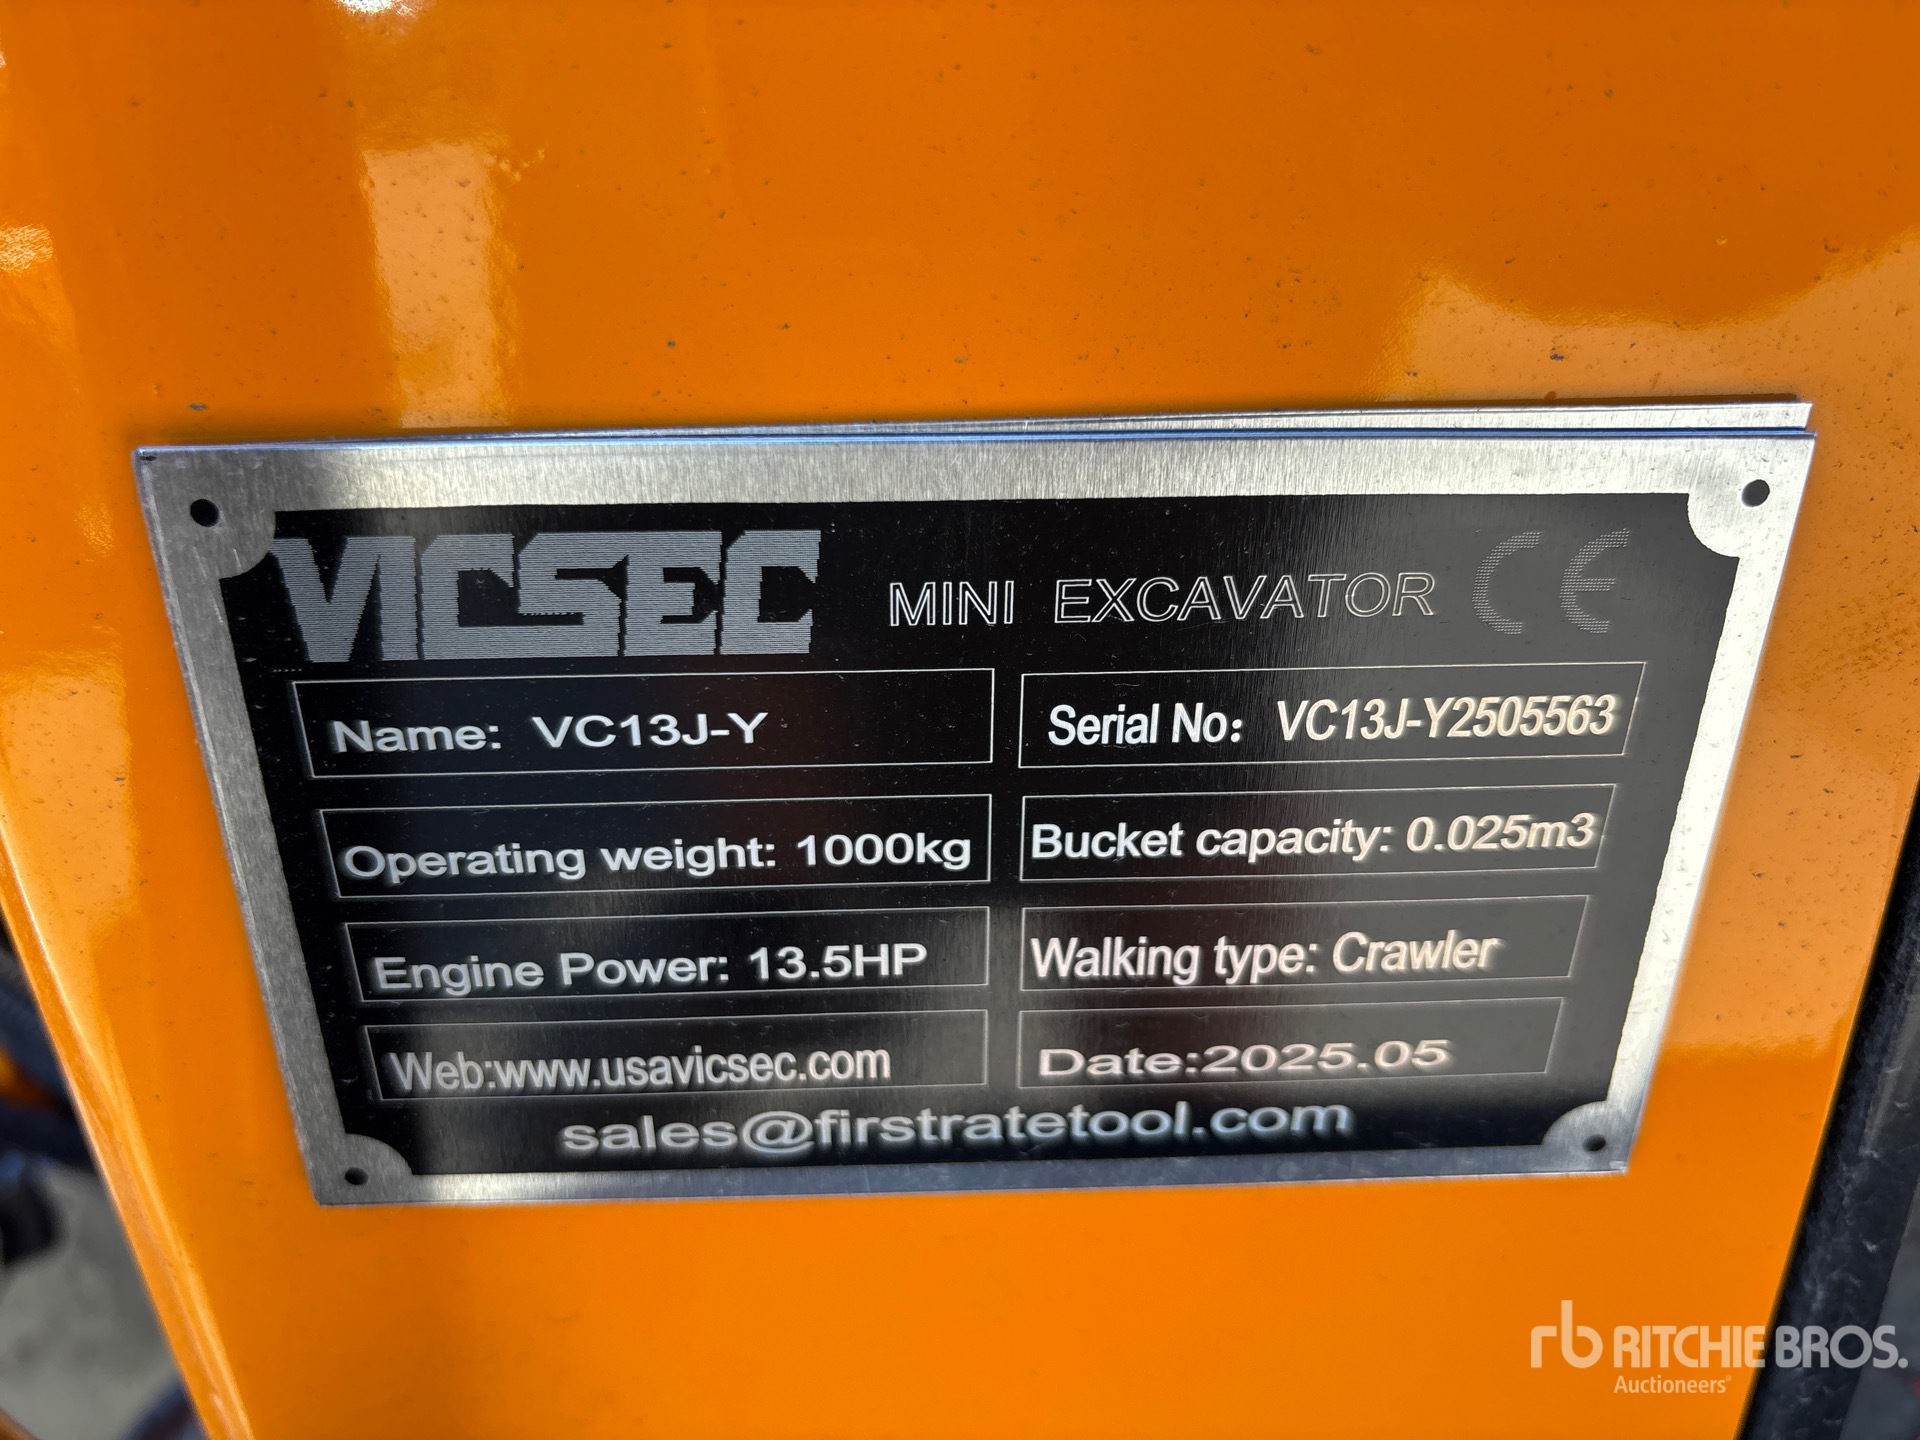 VICSEC MINI EXCAVATOR CE
Name: VC13J-Y
Serial No: VC13J-Y2505563
Operating weight: 1000kg
Bucket capacity: 0.025m3
Engine Power: 13.5HP
Walking type: Crawler
Web:www.usavicsec.com
Date:2025.05
sales@firstratetool.com
rb RITCHIE BROS.
Auctioneers®